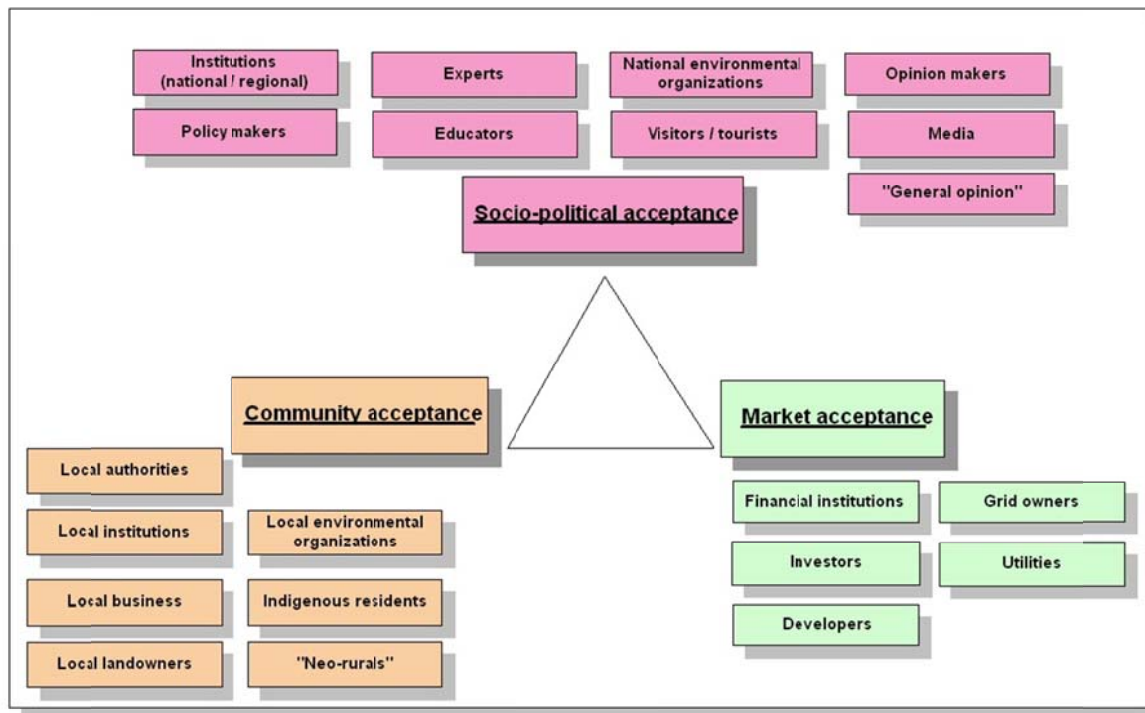 Institutions
(national / regional)
Experts
National environmental
organizations
Opinion makers
Policy makers
Educators
Visitors / tourists
Media
"General opinion"
Socio-political acceptance
Community acceptance
Market acceptance
Local authorities
Local institutions
Local environmental
organizations
Local business
Indigenous residents
Local landowners
"Neo-rurals"
Financial institutions
Grid owners
Investors
Utilities
Developers